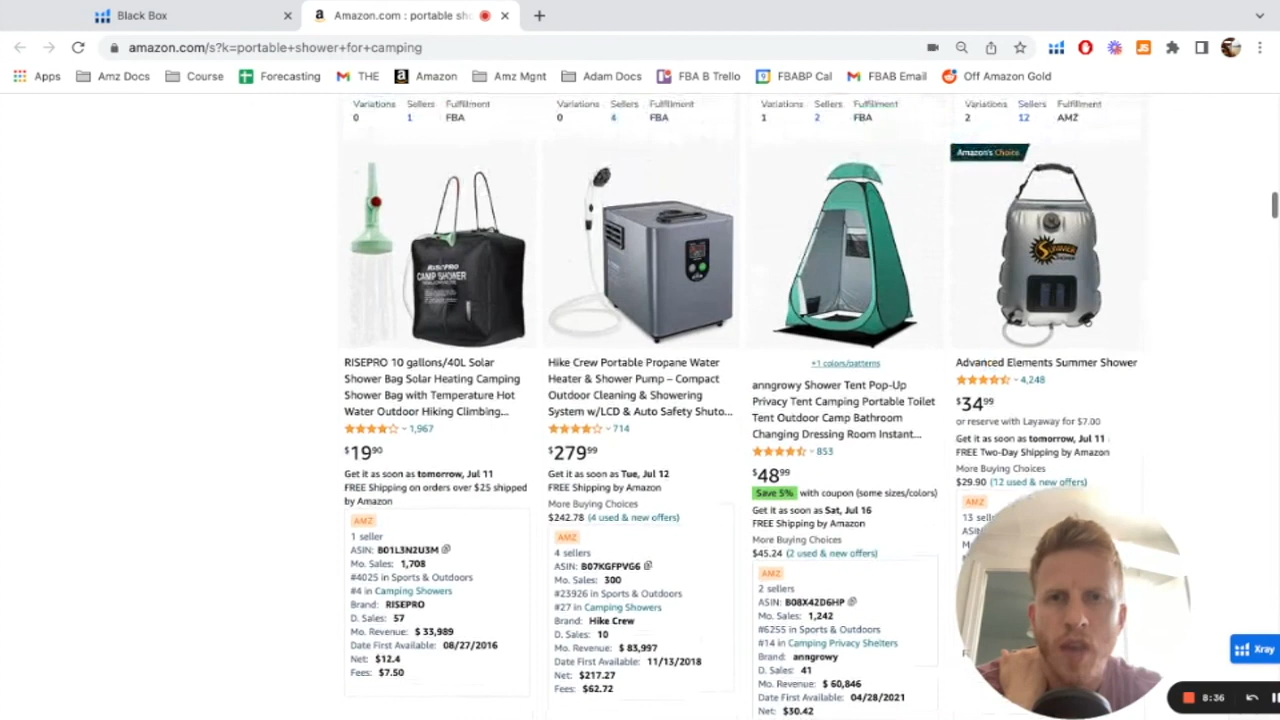 Black Box
Amazon.com : portable sho
amazon.com/s?k=portable+shower+for+camping
Apps
Amz Docs
Course
Forecasting
THE
Amazon
Amz Mgnt
Adam Docs
FBA B Trello
FBABP Cal
FBAB Email
Off Amazon Gold
Variations Sellers Fulfillment
0 1 FBA
Variations Sellers Fulfillment
0 4 FBA
Variations Sellers Fulfillment
1 2 FBA
Variations Sellers Fulfillment
2 12 AMZ
RISEPRO
CAMP SHOWER
RISEPRO 10 gallons/40L Solar
Shower Bag Solar Heating Camping
Shower Bag with Temperature Hot
Water Outdoor Hiking Climbing...
1,967
$19.90
Get it as soon as tomorrow, Jul 11
FREE Shipping on orders over $25 shipped
by Amazon
AMZ
1 seller
ASIN: B01L3N2U3M
Mo. Sales: 1,708
#4025 in Sports & Outdoors
#4 in Camping Showers
Brand: RISEPRO
D. Sales: 57
Mo. Revenue: $ 33,989
Date First Available: 08/27/2016
Net: $12.4
Fees: $7.50
Hike Crew Portable Propane Water
Heater & Shower Pump – Compact
Outdoor Cleaning & Showering
System w/LCD & Auto Safety Shuto...
714
$279.99
Get it as soon as Tue, Jul 12
FREE Shipping by Amazon
More Buying Choices
$242.78 (4 used & new offers)
AMZ
4 sellers
ASIN: B07KGFPVG6
Mo. Sales: 300
#23926 in Sports & Outdoors
#27 in Camping Showers
Brand: Hike Crew
D. Sales: 10
Mo. Revenue: $ 83,997
Date First Available: 11/13/2018
Net: $217.27
Fees: $62.72
+1 colors/patterns
anngrowy Shower Tent Pop-Up
Privacy Tent Camping Portable Toilet
Tent Outdoor Camp Bathroom
Changing Dressing Room Instant...
853
$48.99
Save 5% with coupon (some sizes/colors)
Get it as soon as Sat, Jul 16
FREE Shipping by Amazon
More Buying Choices
$45.24 (2 used & new offers)
AMZ
2 sellers
ASIN: B08X42D6HP
Mo. Sales: 1,242
#6255 in Sports & Outdoors
#14 in Camping Privacy Shelters
Brand: anngrowy
D. Sales: 41
Mo. Revenue: $ 60,846
Date First Available: 04/28/2021
Net: $30.42
Amazon's Choice
Advanced Elements Summer Shower
4,248
$34.99
or reserve with Layaway for $7.00
Get it as soon as tomorrow, Jul 11
FREE Two-Day Shipping by Amazon
More Buying Choices
$29.90 (12 used & new offers)
AMZ
13 sell
Xray
8:36